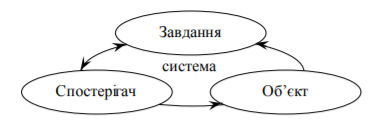 Завдання
система
Спостерігач Об’єкт